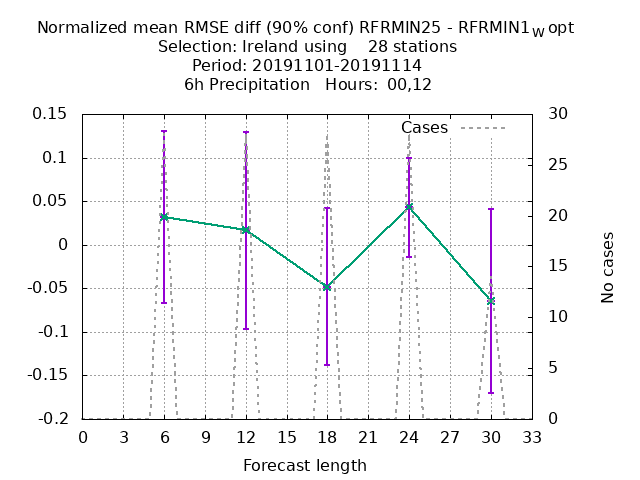 Normalized mean RMSE diff (90% conf) RFRMIN25 - RFRMIN1W opt
Selection: Ireland using 28 stations
Period: 20191101-20191114
6h Precipitation Hours: 00,12
Cases
0.15
0.1
0.05
0
-0.05
-0.1
-0.15
-0.2
30
25
20
15
10
5
0
No cases
0 3 6 9 12 15 18 21 24 27 30 33
Forecast length